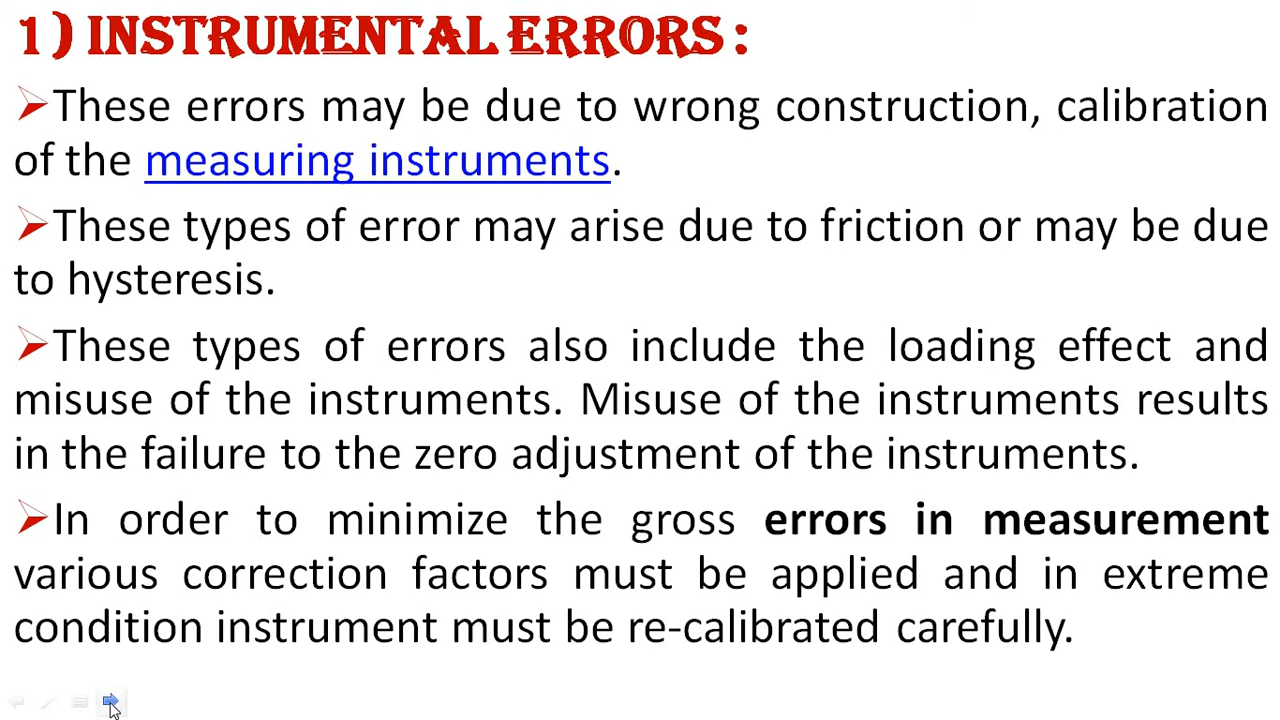 1) INSTRUMENTAL ERRORS :
➢These errors may be due to wrong construction, calibration
of the measuring instruments.
➢These types of error may arise due to friction or may be due
to hysteresis.
➢These types of errors also include the loading effect and
misuse of the instruments. Misuse of the instruments results
in the failure to the zero adjustment of the instruments.
➢In order to minimize the gross errors in measurement
various correction factors must be applied and in extreme
condition instrument must be re-calibrated carefully.